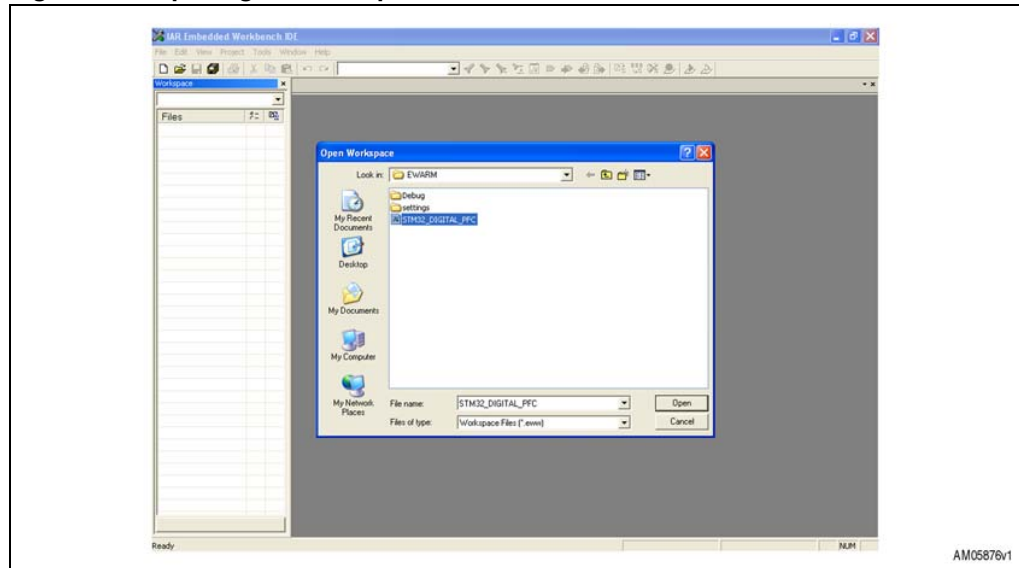 IAR Embedded Workbench IDE
File Edit View Project Tools Window Help
Workspace
Files
Open Workspace
Look in: EWARM
Debug
settings
STM32_DIGITAL_PFC
My Recent Documents
Desktop
My Documents
My Computer
My Network Places
File name: STM32_DIGITAL_PFC Open
Files of type: Workspace Files (*.eww) Cancel
Ready NUM
AM05876v1